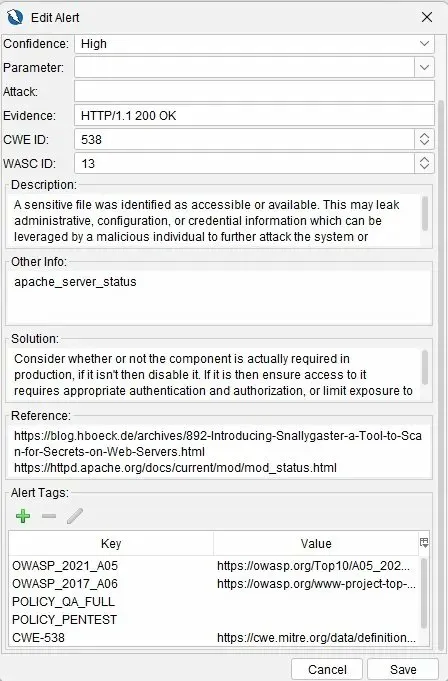 Edit Alert
Confidence: High
Parameter:
Attack:
Evidence: HTTP/1.1 200 OK
CWE ID: 538
WASC ID: 13
Description:
A sensitive file was identified as accessible or available. This may leak
administrative, configuration, or credential information which can be
leveraged by a malicious individual to further attack the system or
Other Info:
apache_server_status
Solution:
Consider whether or not the component is actually required in
production, if it isn't then disable it. If it is then ensure access to it
requires appropriate authentication and authorization, or limit exposure to
Reference:
https://blog.hboeck.de/archives/892-Introducing-Snallygaster-a-Tool-to-Sca
n-for-Secrets-on-Web-Servers.html
https://httpd.apache.org/docs/current/mod/mod_status.html
Alert Tags:
Key Value
OWASP_2021_A05 https://owasp.org/Top10/A05_202...
OWASP_2017_A06 https://owasp.org/www-project-top-...
POLICY_QA_FULL
POLICY_PENTEST
CWE-538 https://cwe.mitre.org/data/definition...
Cancel Save